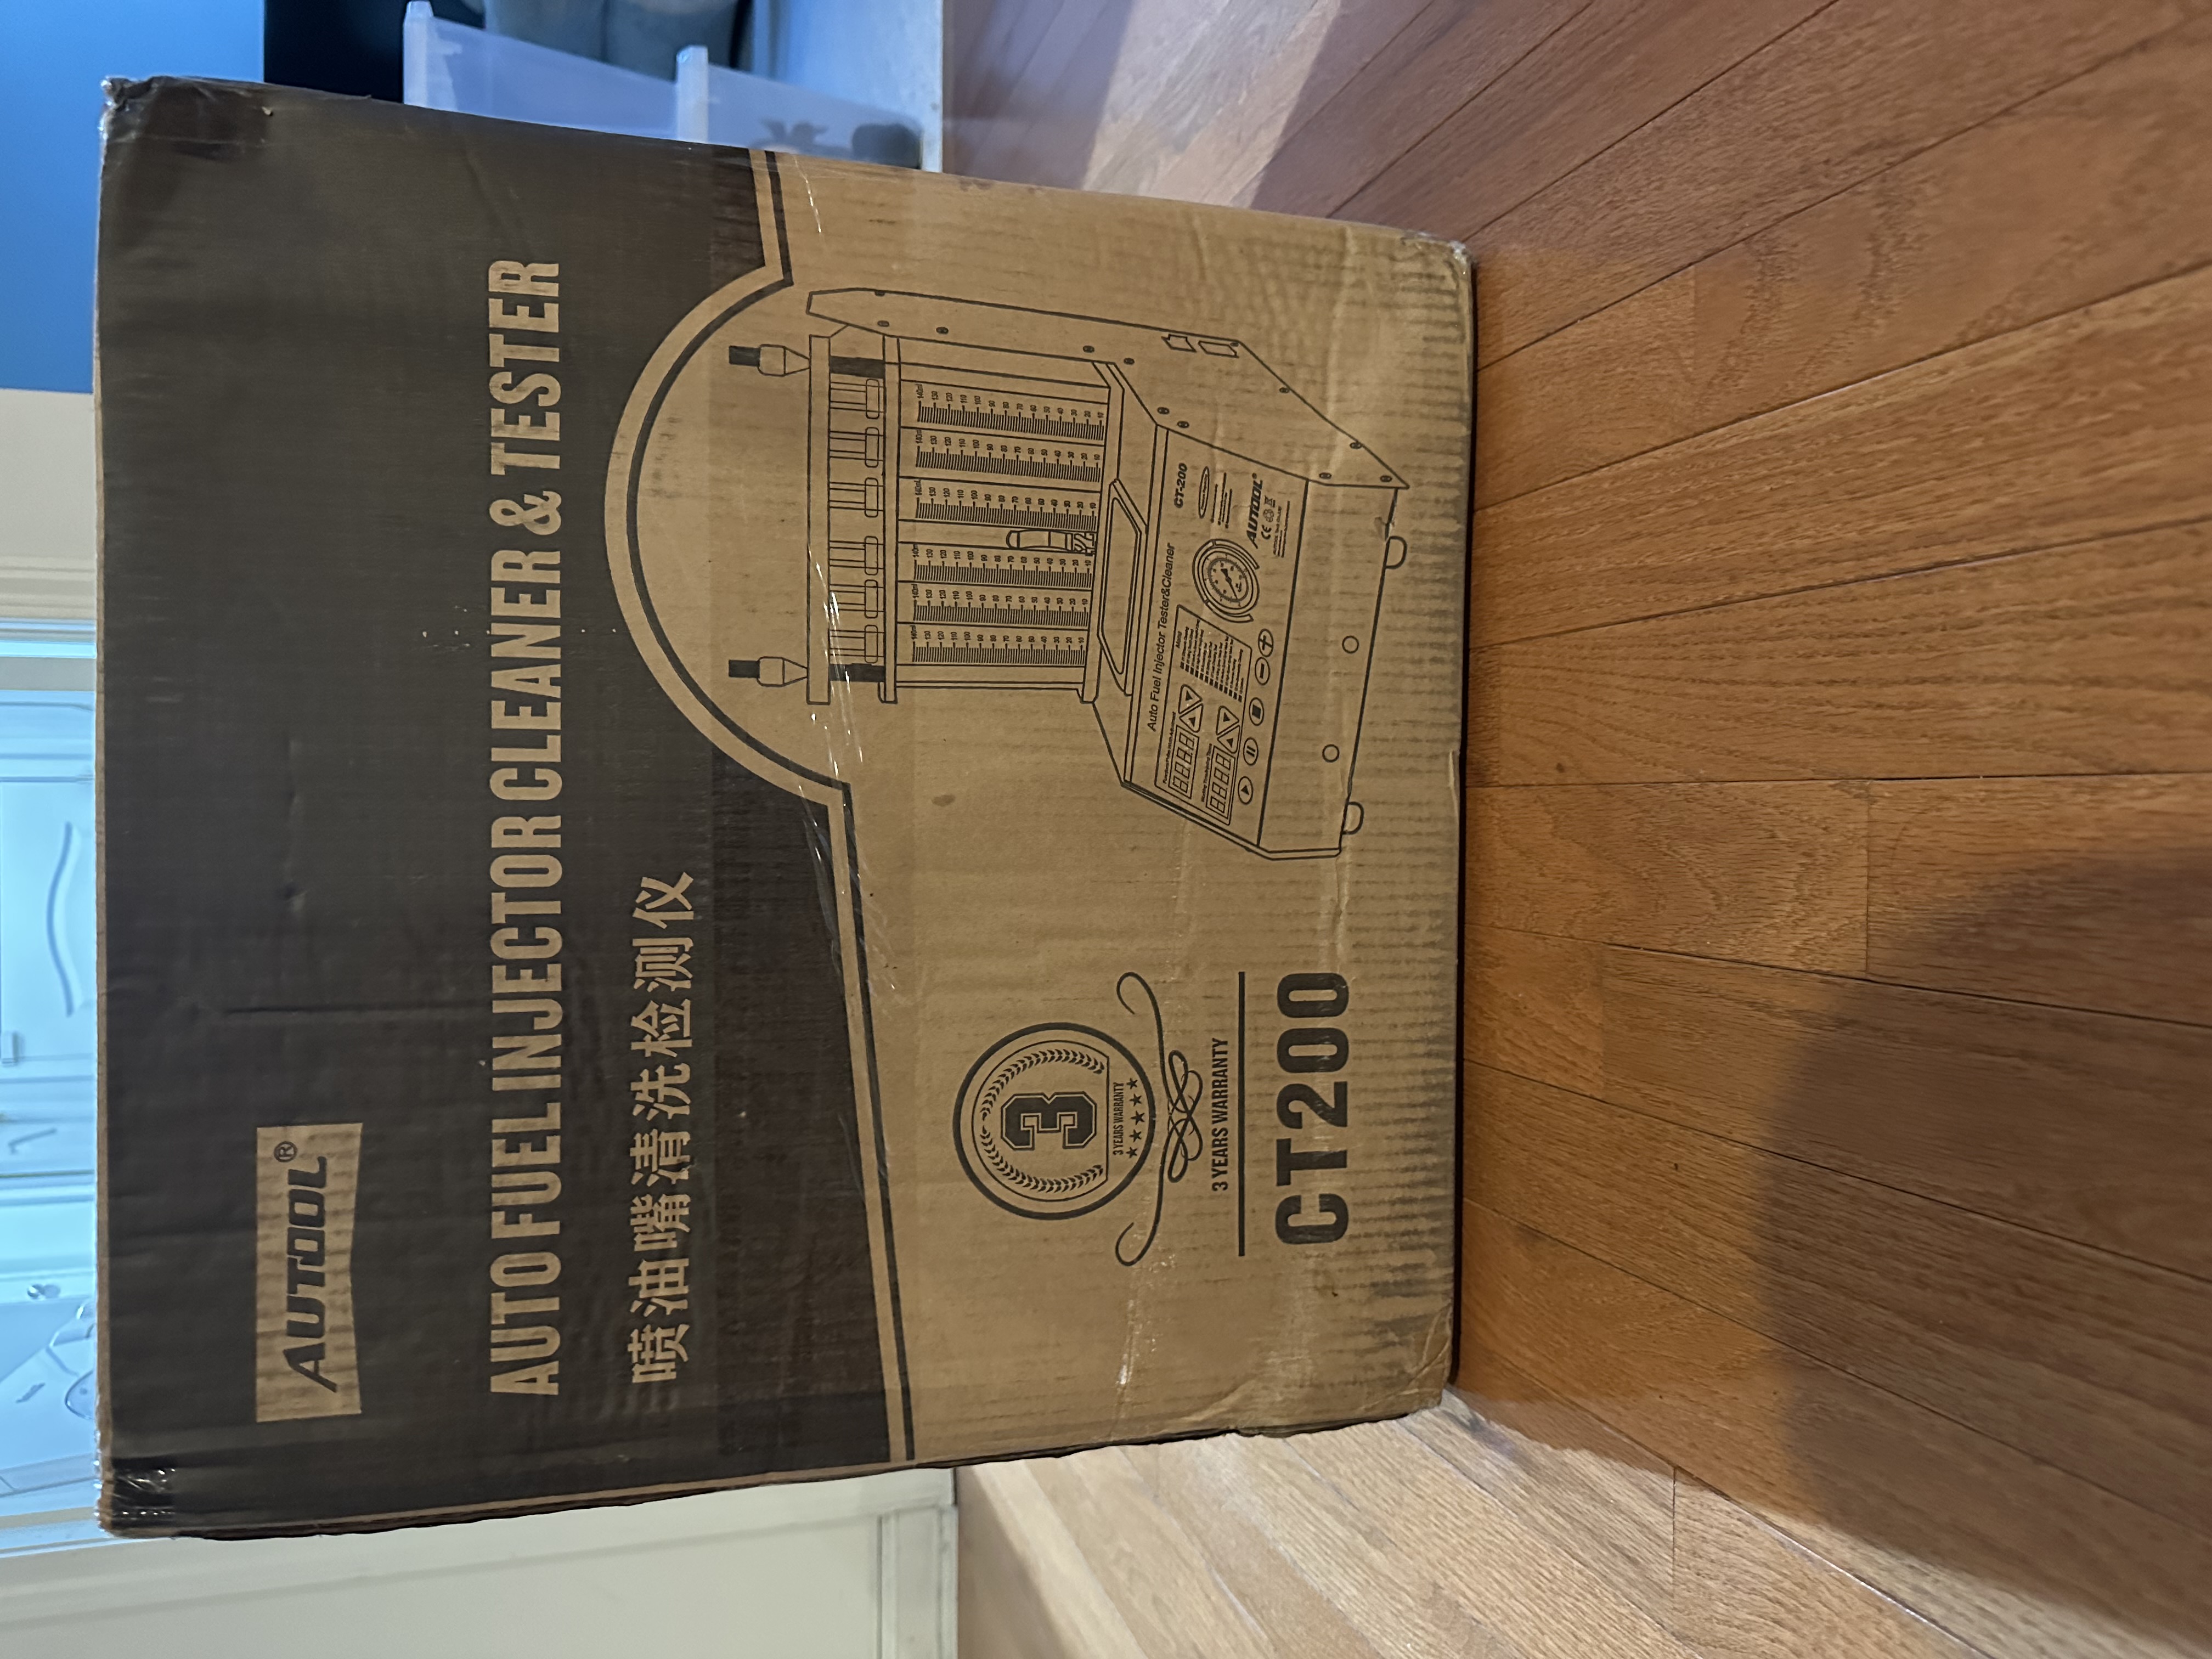 AUTOOL®
AUTO FUEL INJECTOR CLEANER & TESTER
喷油嘴清洗检测仪
3
3 YEARS WARRANTY
3 YEARS WARRANTY
CT200
Auto Fuel Injector Tester&Cleaner
CT-200
AUTOOL®